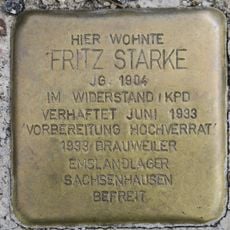 HIER WOHNTE
FRITZ STARKE
JG. 1904
IM WIDERSTAND / KPD
VERHAFTET JUNI 1933
'VORBEREITUNG HOCHVERRAT'
1933 BRAUWEILER
EMSLANDLAGER
SACHSENHAUSEN
BEFREIT